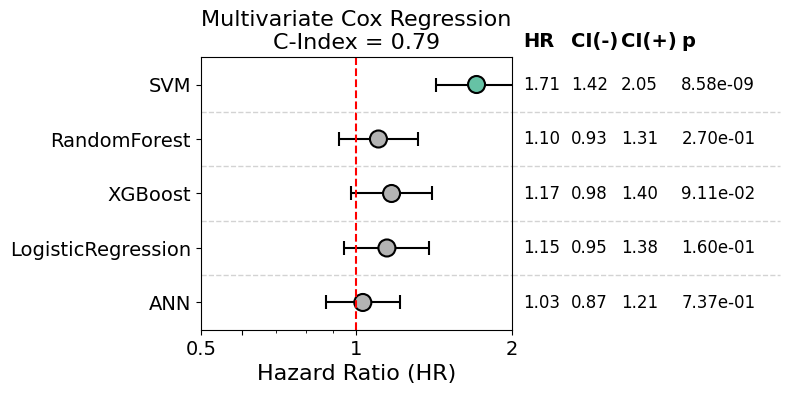 Multivariate Cox Regression
C-Index = 0.79
HR CI(-) CI(+) p
SVM 1.71 1.42 2.05 8.58e-09
RandomForest 1.10 0.93 1.31 2.70e-01
XGBoost 1.17 0.98 1.40 9.11e-02
LogisticRegression 1.15 0.95 1.38 1.60e-01
ANN 1.03 0.87 1.21 7.37e-01
0.5 1 2
Hazard Ratio (HR)